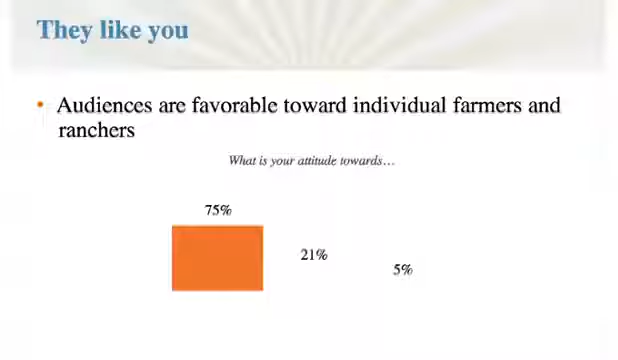 They like you
• Audiences are favorable toward individual farmers and
ranchers
What is your attitude towards…
75%
21%
5%